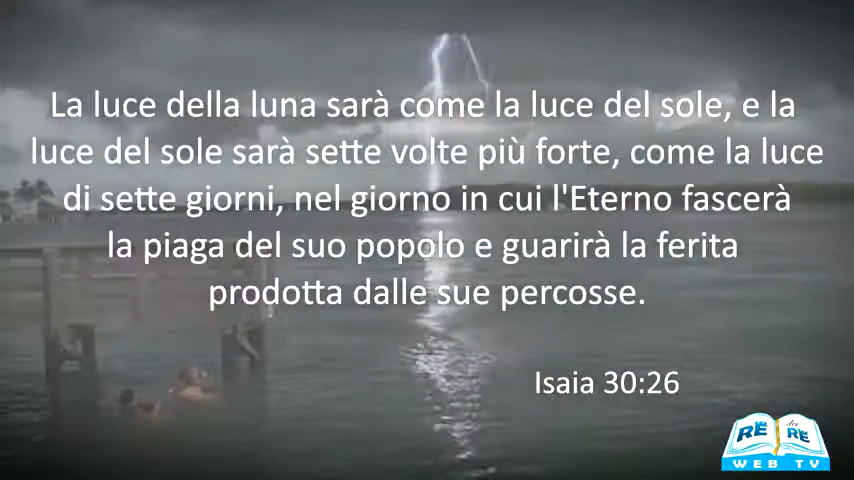 La luce della luna sarà come la luce del sole, e la
luce del sole sarà sette volte più forte, come la luce
di sette giorni, nel giorno in cui l'Eterno fascerà
la piaga del suo popolo e guarirà la ferita
prodotta dalle sue percosse.
Isaia 30:26
RE dei RE
WEB TV